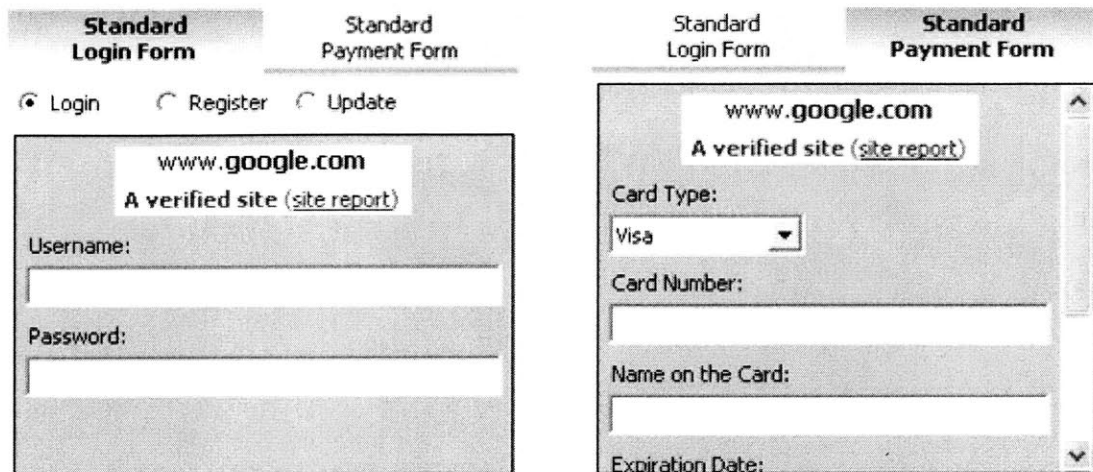 Standard
Login Form
Standard
Payment Form
Login
Register
Update
www.google.com
A verified site (site report)
Username:
Password:
Standard
Login Form
Standard
Payment Form
www.google.com
A verified site (site report)
Card Type:
Visa
Card Number:
Name on the Card:
Expiration Date: